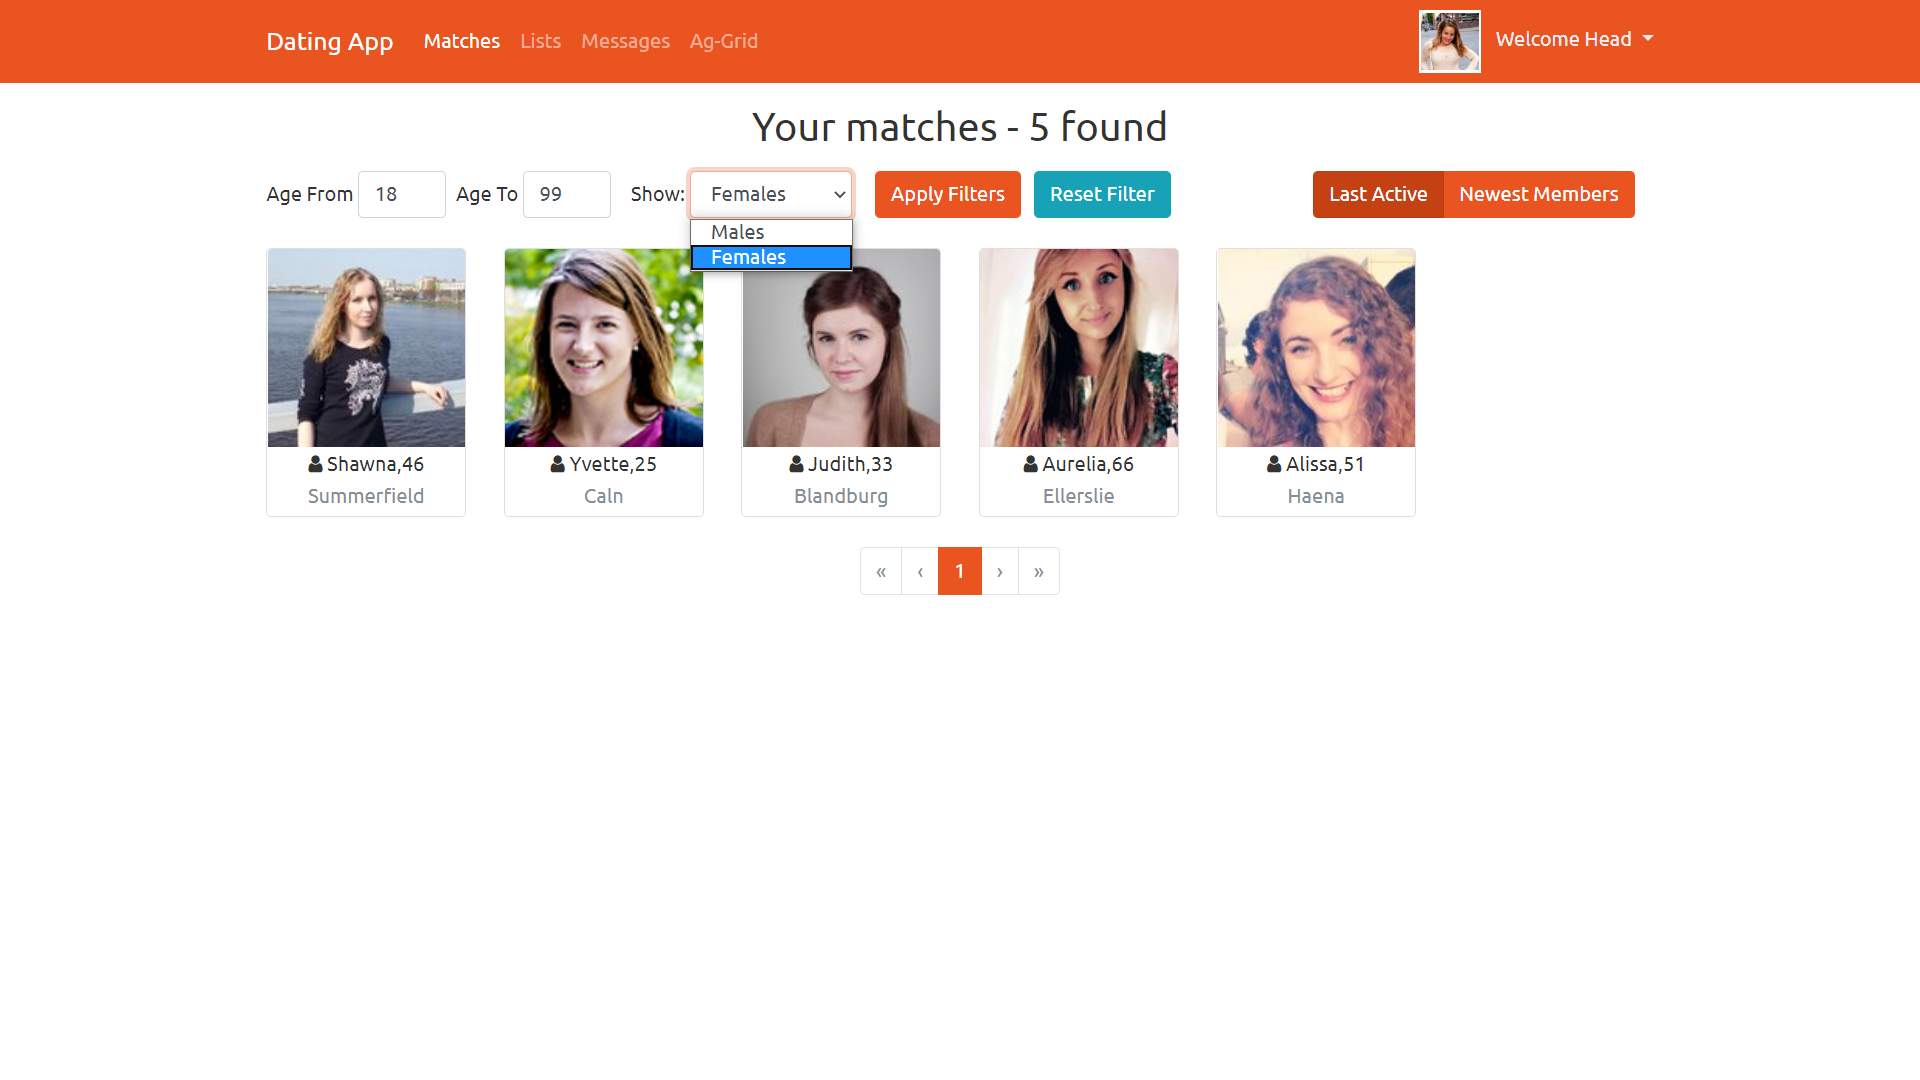 Dating App Matches Lists Messages Ag-Grid Welcome Head
Your matches - 5 found
Age From 18 Age To 99 Show: Females Apply Filters Reset Filter Last Active Newest Members
Males
Females
Shawna,46 Yvette,25 Judith,33 Aurelia,66 Alissa,51
Summerfield Caln Blandburg Ellerslie Haena
« ‹ 1 › »